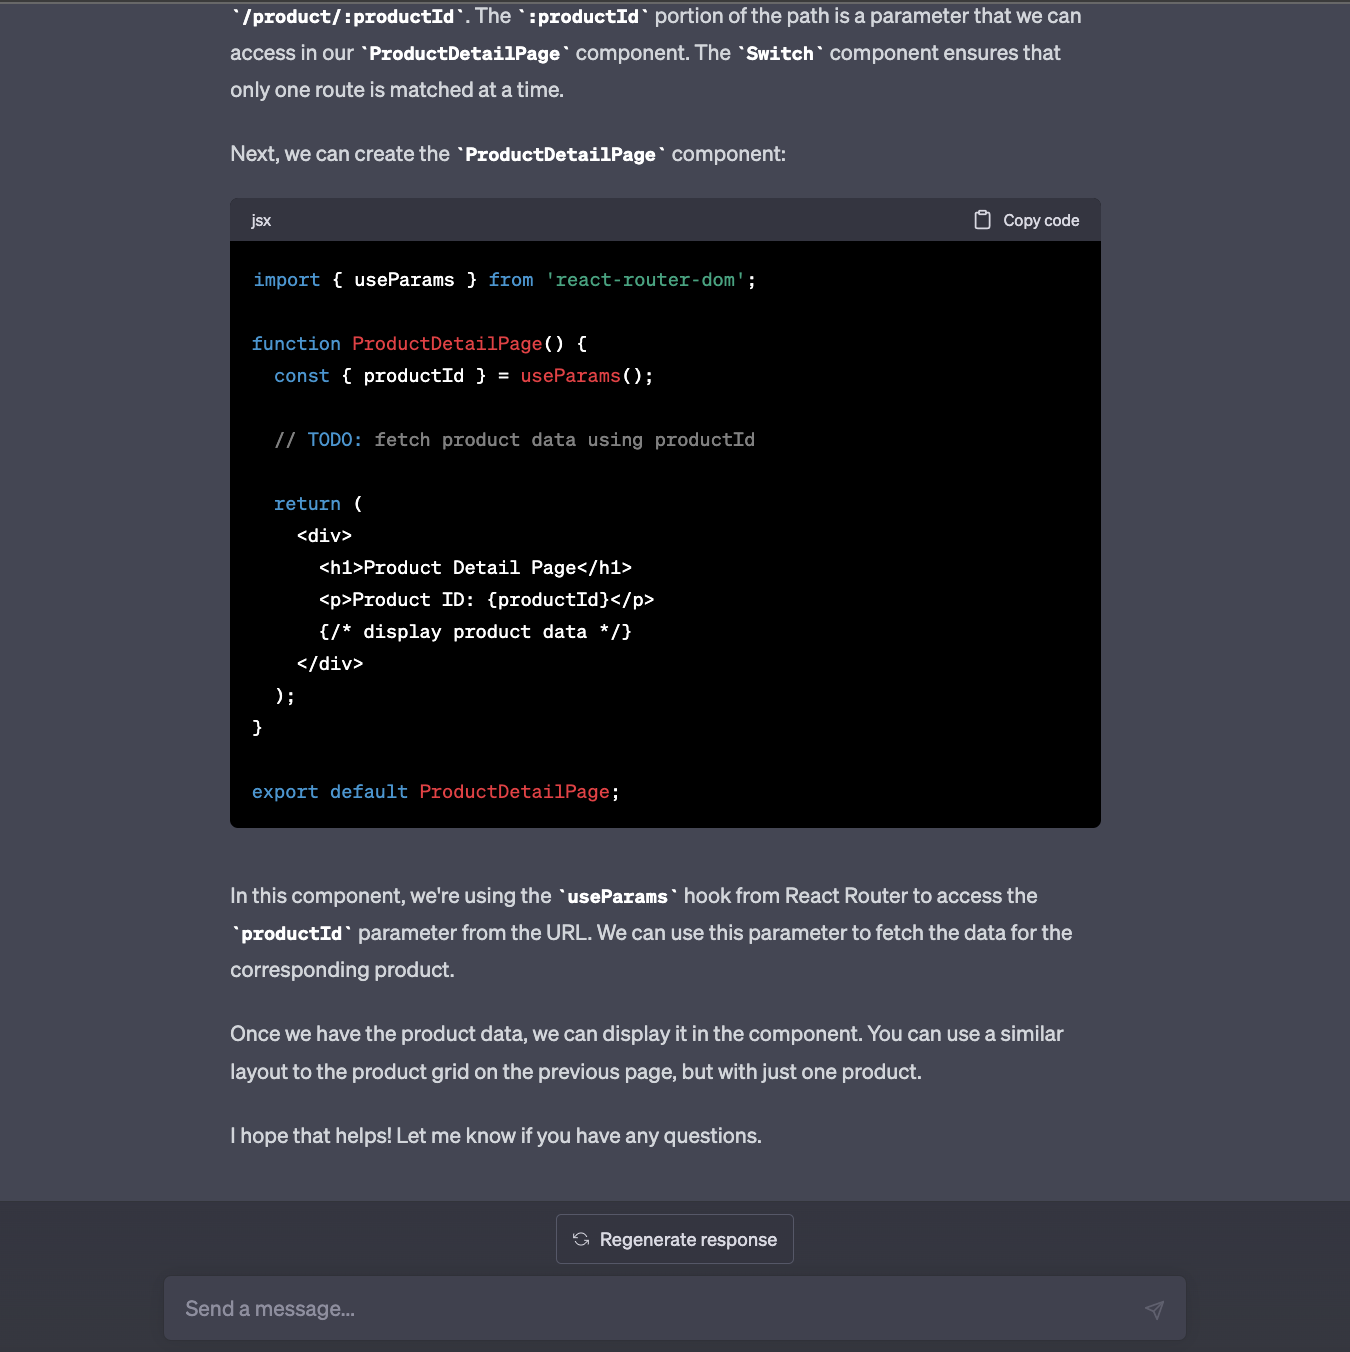 `/product/:productId`. The `:productId` portion of the path is a parameter that we can
access in our `ProductDetailPage` component. The `Switch` component ensures that
only one route is matched at a time.
Next, we can create the `ProductDetailPage` component:
jsx
Copy code
import { useParams } from 'react-router-dom';
function ProductDetailPage() {
  const { productId } = useParams();
  // TODO: fetch product data using productId
  return (
    <div>
      <h1>Product Detail Page</h1>
      <p>Product ID: {productId}</p>
      {/* display product data */}
    </div>
  );
}
export default ProductDetailPage;
In this component, we're using the `useParams` hook from React Router to access the
`productId` parameter from the URL. We can use this parameter to fetch the data for the
corresponding product.
Once we have the product data, we can display it in the component. You can use a similar
layout to the product grid on the previous page, but with just one product.
I hope that helps! Let me know if you have any questions.
Regenerate response
Send a message...